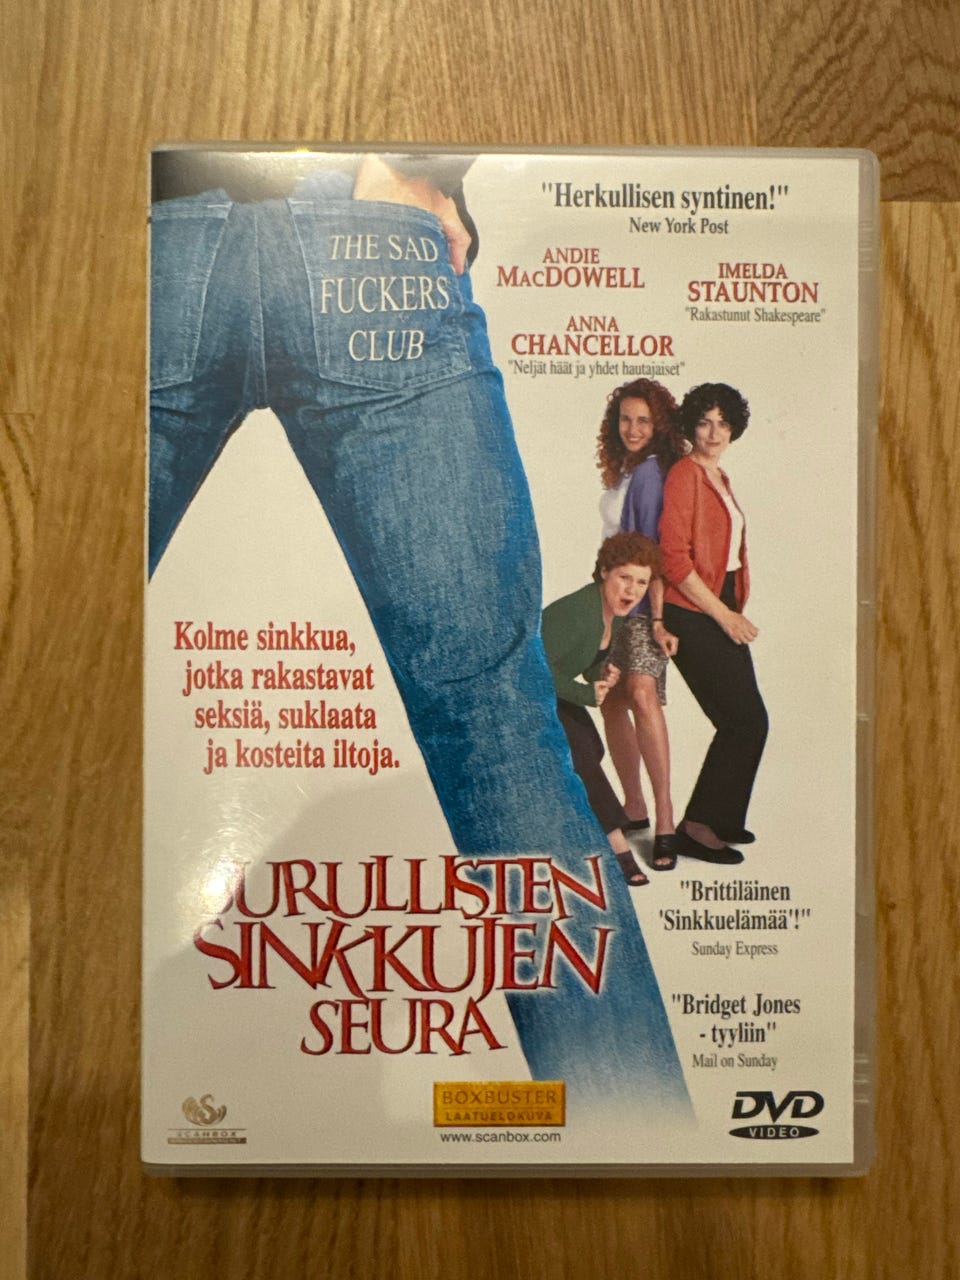 "Herkullisen syntinen!"
New York Post
THE SAD
FUCKERS
CLUB
ANDIE
MACDOWELL
IMELDA
STAUNTON
"Rakastunut Shakespeare"
ANNA
CHANCELLOR
"Neljät häät ja yhdet hautajaiset"
Kolme sinkkua,
jotka rakastavat
seksiä, suklaata
ja kosteita iltoja.
SURULLISTEN
SINKKUJEN
SEURA
"Brittiläinen
'Sinkkuelämää'!"
Sunday Express
"Bridget Jones
- tyyliin"
Mail on Sunday
S
SCANBOX
BOXBUSTER
LAATUELOKUVA
www.scanbox.com
DVD
VIDEO